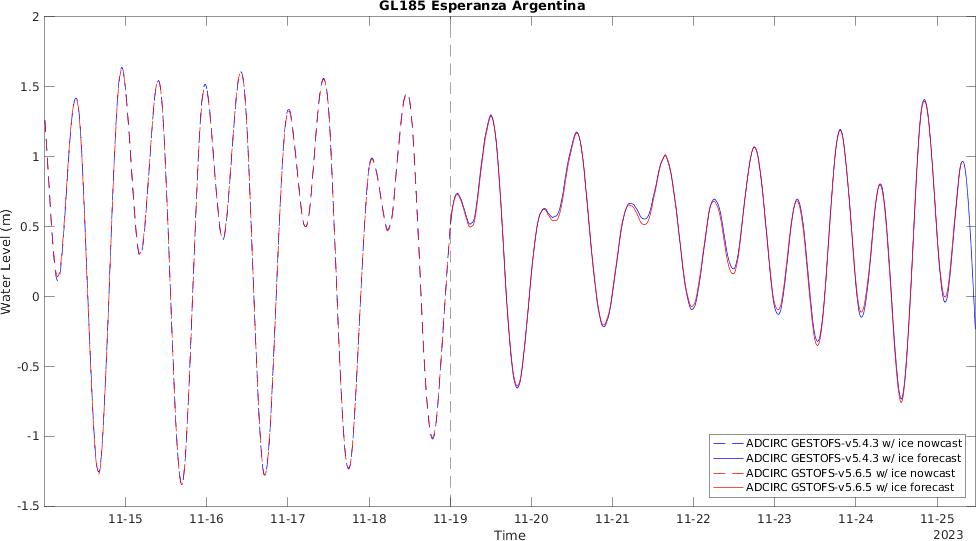 GL185 Esperanza Argentina
2
1.5
1
0.5
0
-0.5
-1
-1.5
Water Level (m)
ADCIRC GESTOFS-v5.4.3 w/ ice nowcast
ADCIRC GESTOFS-v5.4.3 w/ ice forecast
ADCIRC GSTOFS-v5.6.5 w/ ice nowcast
ADCIRC GSTOFS-v5.6.5 w/ ice forecast
11-15 11-16 11-17 11-18 11-19 11-20 11-21 11-22 11-23 11-24 11-25
Time 2023